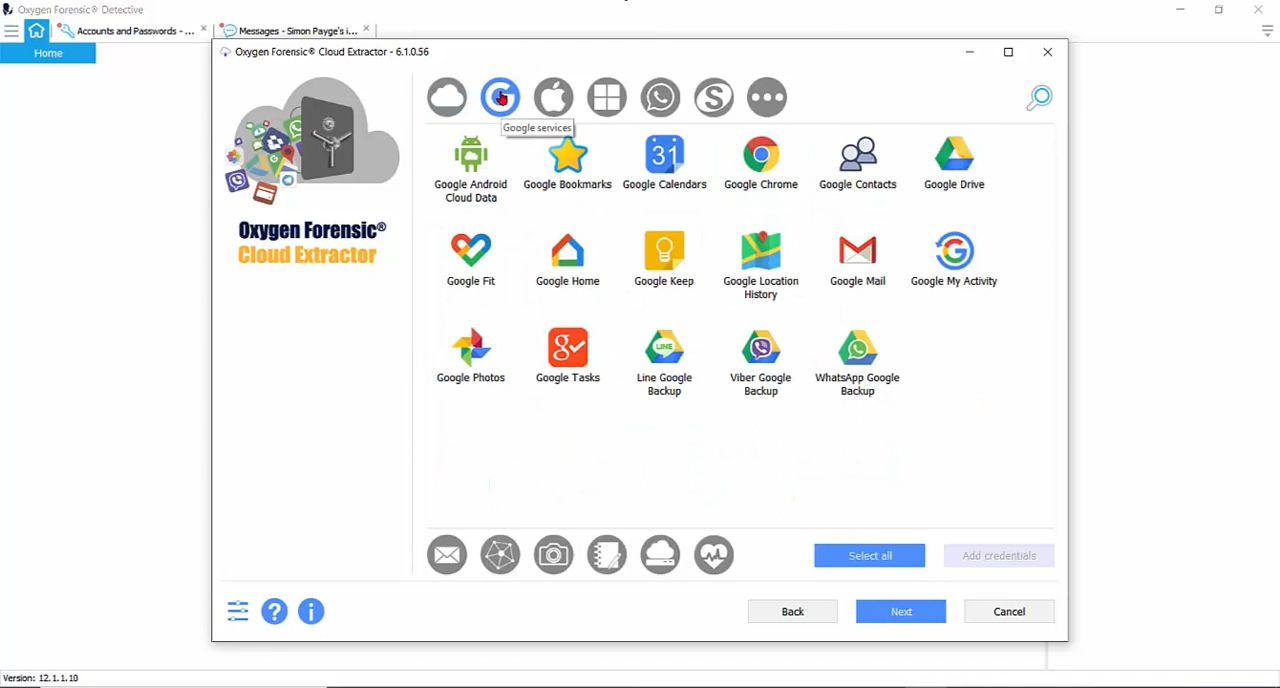 Oxygen Forensic® Detective
Accounts and Passwords - ...
Messages - Simon Payge's i...
Home
Oxygen Forensic® Cloud Extractor - 6.1.0.56
Google services
Oxygen Forensic®
Cloud Extractor
Google Android
Cloud Data
Google Bookmarks
31
Google Calendars
Google Chrome
Google Contacts
Google Drive
Google Fit
Google Home
Google Keep
Google Location
History
Google Mail
Google My Activity
Google Photos
Google Tasks
LINE
Line Google
Backup
Viber Google
Backup
WhatsApp Google
Backup
Select all
Add credentials
Back
Next
Cancel
Version: 12.1.1.10